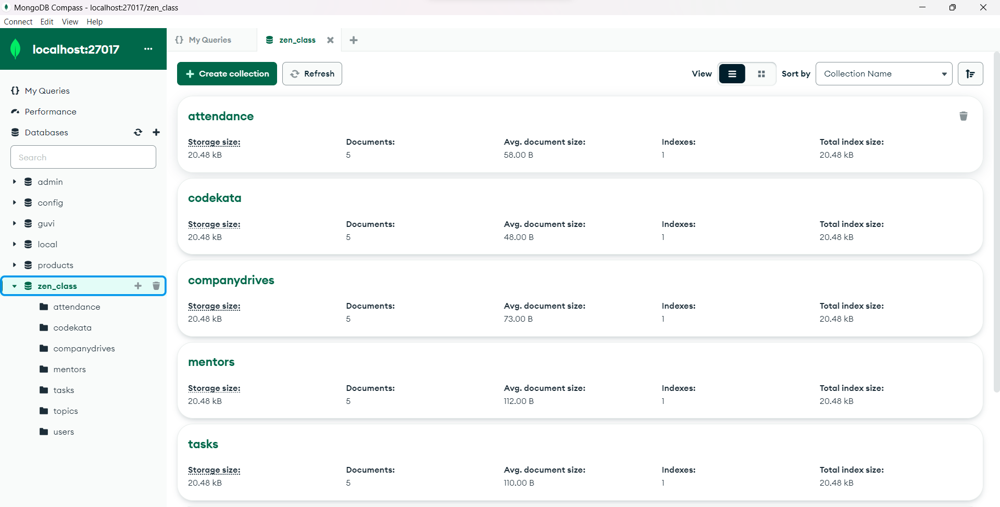 MongoDB Compass - localhost:27017/zen_class
Connect Edit View Help
localhost:27017 ...
{} My Queries
zen_class
{} My Queries
Performance
Databases
Search
admin
config
guvi
local
products
zen_class
attendance
codekata
companydrives
mentors
tasks
topics
users
Create collection Refresh View Sort by Collection Name
attendance
Storage size: Documents: Avg. document size: Indexes: Total index size:
20.48 kB 5 58.00 B 1 20.48 kB
codekata
Storage size: Documents: Avg. document size: Indexes: Total index size:
20.48 kB 5 48.00 B 1 20.48 kB
companydrives
Storage size: Documents: Avg. document size: Indexes: Total index size:
20.48 kB 5 73.00 B 1 20.48 kB
mentors
Storage size: Documents: Avg. document size: Indexes: Total index size:
20.48 kB 5 112.00 B 1 20.48 kB
tasks
Storage size: Documents: Avg. document size: Indexes: Total index size:
20.48 kB 5 110.00 B 1 20.48 kB